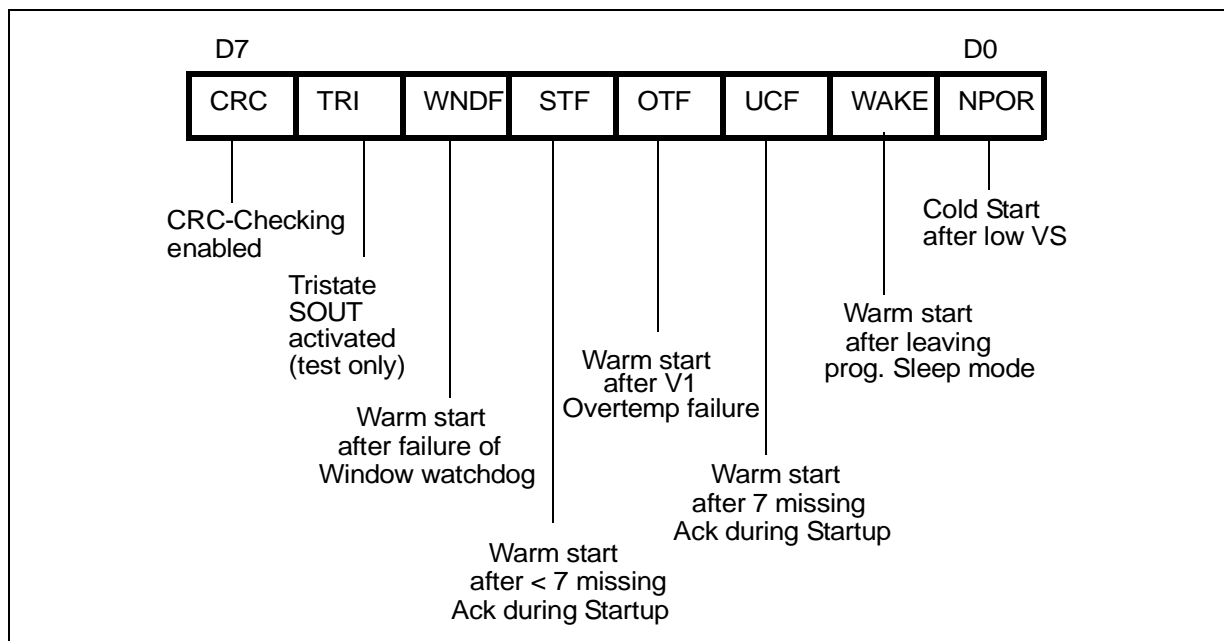 D7
D0
CRC
TRI
WNDF
STF
OTF
UCF
WAKE
NPOR
CRC-Checking
enabled
Tristate
SOUT
activated
(test only)
Warm start
after failure of
Window watchdog
Warm start
after < 7 missing
Ack during Startup
Warm start
after V1
Overtemp failure
Warm start
after 7 missing
Ack during Startup
Warm start
after leaving
prog. Sleep mode
Cold Start
after low VS